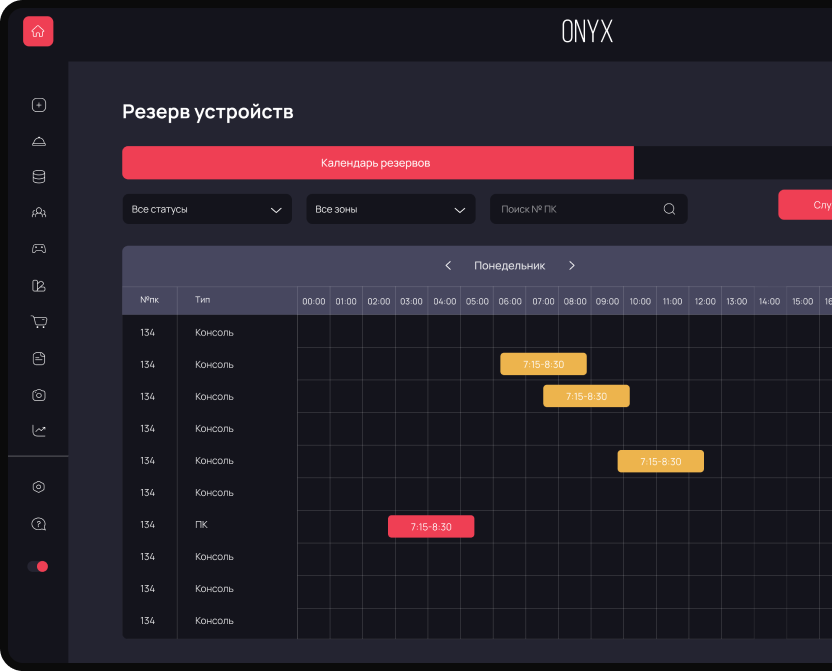 ONYX
Резерв устройств
Календарь резервов
Все статусы
Все зоны
Поиск № ПК
Слу
Понедельник
№пк Тип 00:00 01:00 02:00 03:00 04:00 05:00 06:00 07:00 08:00 09:00 10:00 11:00 12:00 13:00 14:00 15:00 16
134 Консоль
134 Консоль 7:15-8:30
134 Консоль 7:15-8:30
134 Консоль
134 Консоль 7:15-8:30
134 Консоль
134 ПК 7:15-8:30
134 Консоль
134 Консоль
134 Консоль